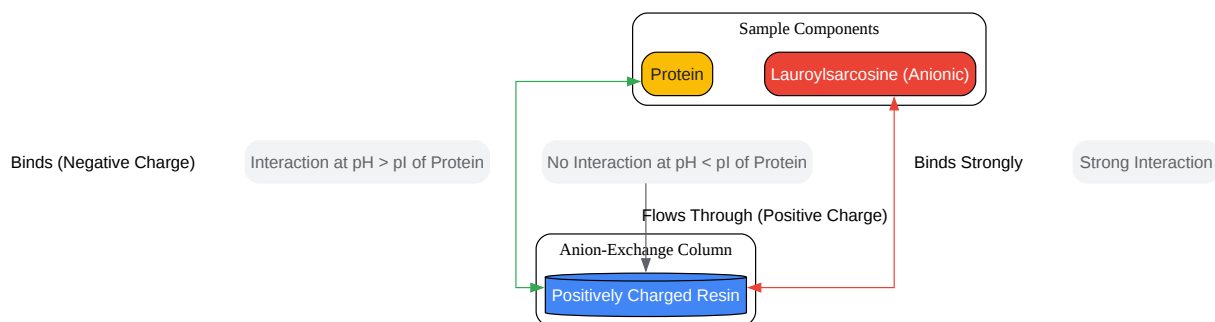 Sample Components
Protein
Lauroylsarcosine (Anionic)
Binds (Negative Charge)
Interaction at pH > pI of Protein
No Interaction at pH < pI of Protein
Binds Strongly
Strong Interaction
Flows Through (Positive Charge)
Anion-Exchange Column
Positively Charged Resin